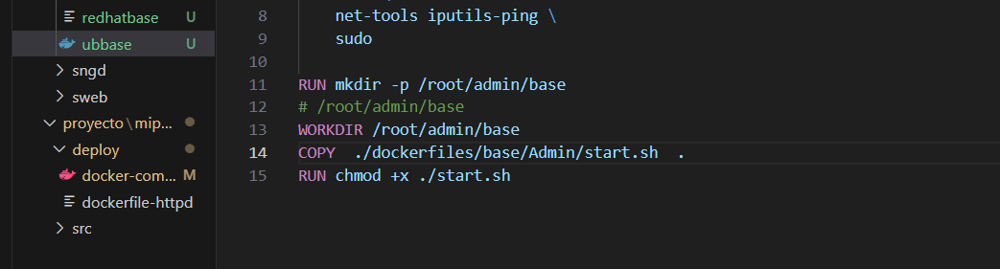 redhatbase U
ubbase U
sngd
sweb
proyecto\mip...
deploy
docker-com... M
dockerfile-httpd
src
8 net-tools iputils-ping \
9 sudo
10
11 RUN mkdir -p /root/admin/base
12 # /root/admin/base
13 WORKDIR /root/admin/base
14 COPY  ./dockerfiles/base/Admin/start.sh  .
15 RUN chmod +x ./start.sh